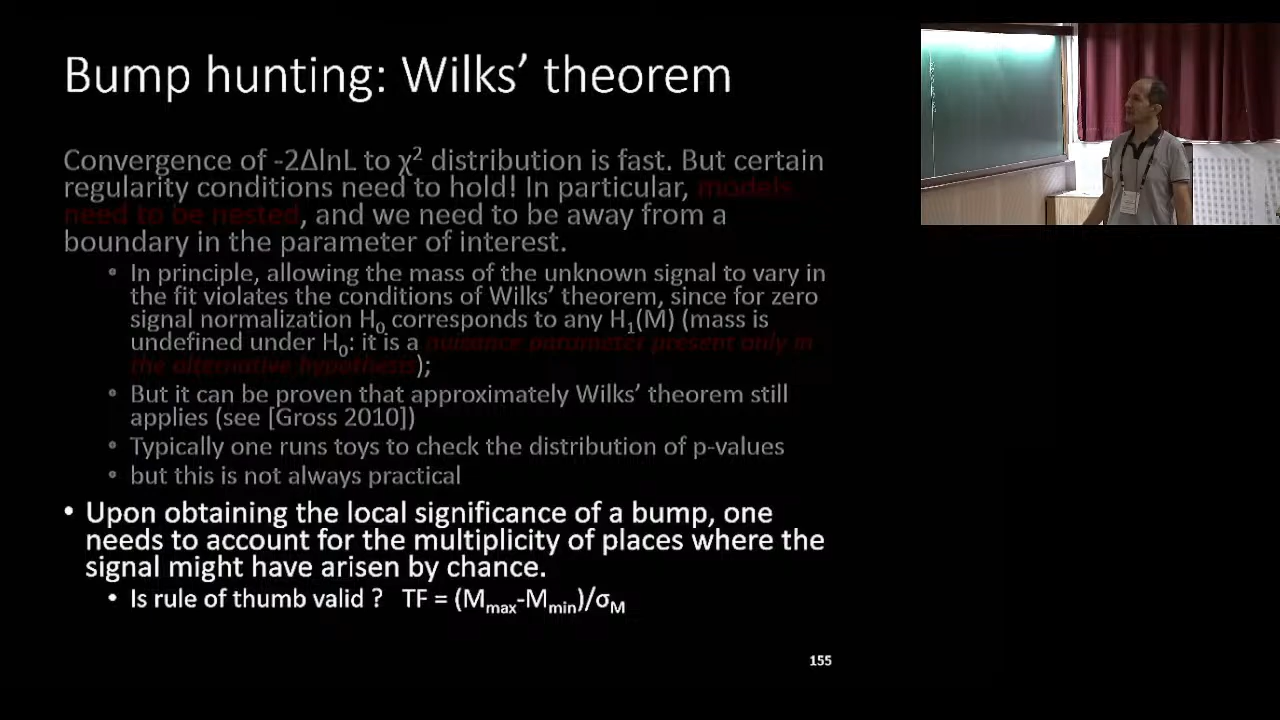 Bump hunting: Wilks’ theorem
Convergence of -2ΔlnL to χ² distribution is fast. But certain
regularity conditions need to hold! In particular, models
need to be nested, and we need to be away from a
boundary in the parameter of interest.
• In principle, allowing the mass of the unknown signal to vary in
the fit violates the conditions of Wilks’ theorem, since for zero
signal normalization H₀ corresponds to any H₁(M) (mass is
undefined under H₀: it is a nuisance parameter present only in
the alternative hypothesis);
• But it can be proven that approximately Wilks’ theorem still
applies (see [Gross 2010])
• Typically one runs toys to check the distribution of p-values
• but this is not always practical
• Upon obtaining the local significance of a bump, one
needs to account for the multiplicity of places where the
signal might have arisen by chance.
• Is rule of thumb valid ? TF = (Mmax-Mmin)/σM
155